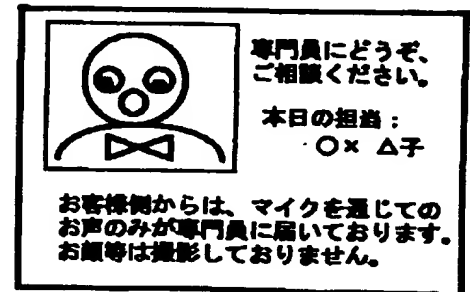 専門員にどうぞ、
ご相談ください。
本日の担当：
○× △子
お客様側からは、マイクを通じての
お声のみが専門員に届いております。
お顔等は撮影しておりません。